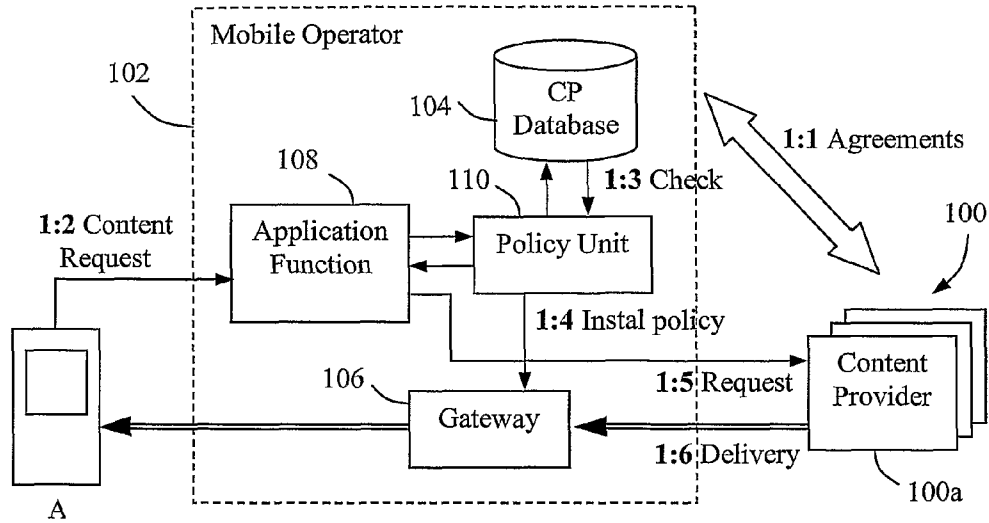 Mobile Operator
102
104
CP
Database
1:1 Agreements
108
110
1:3 Check
100
1:2 Content
Request
Application
Function
Policy Unit
1:4 Instal policy
106
1:5 Request
Content
Provider
Gateway
1:6 Delivery
100a
A